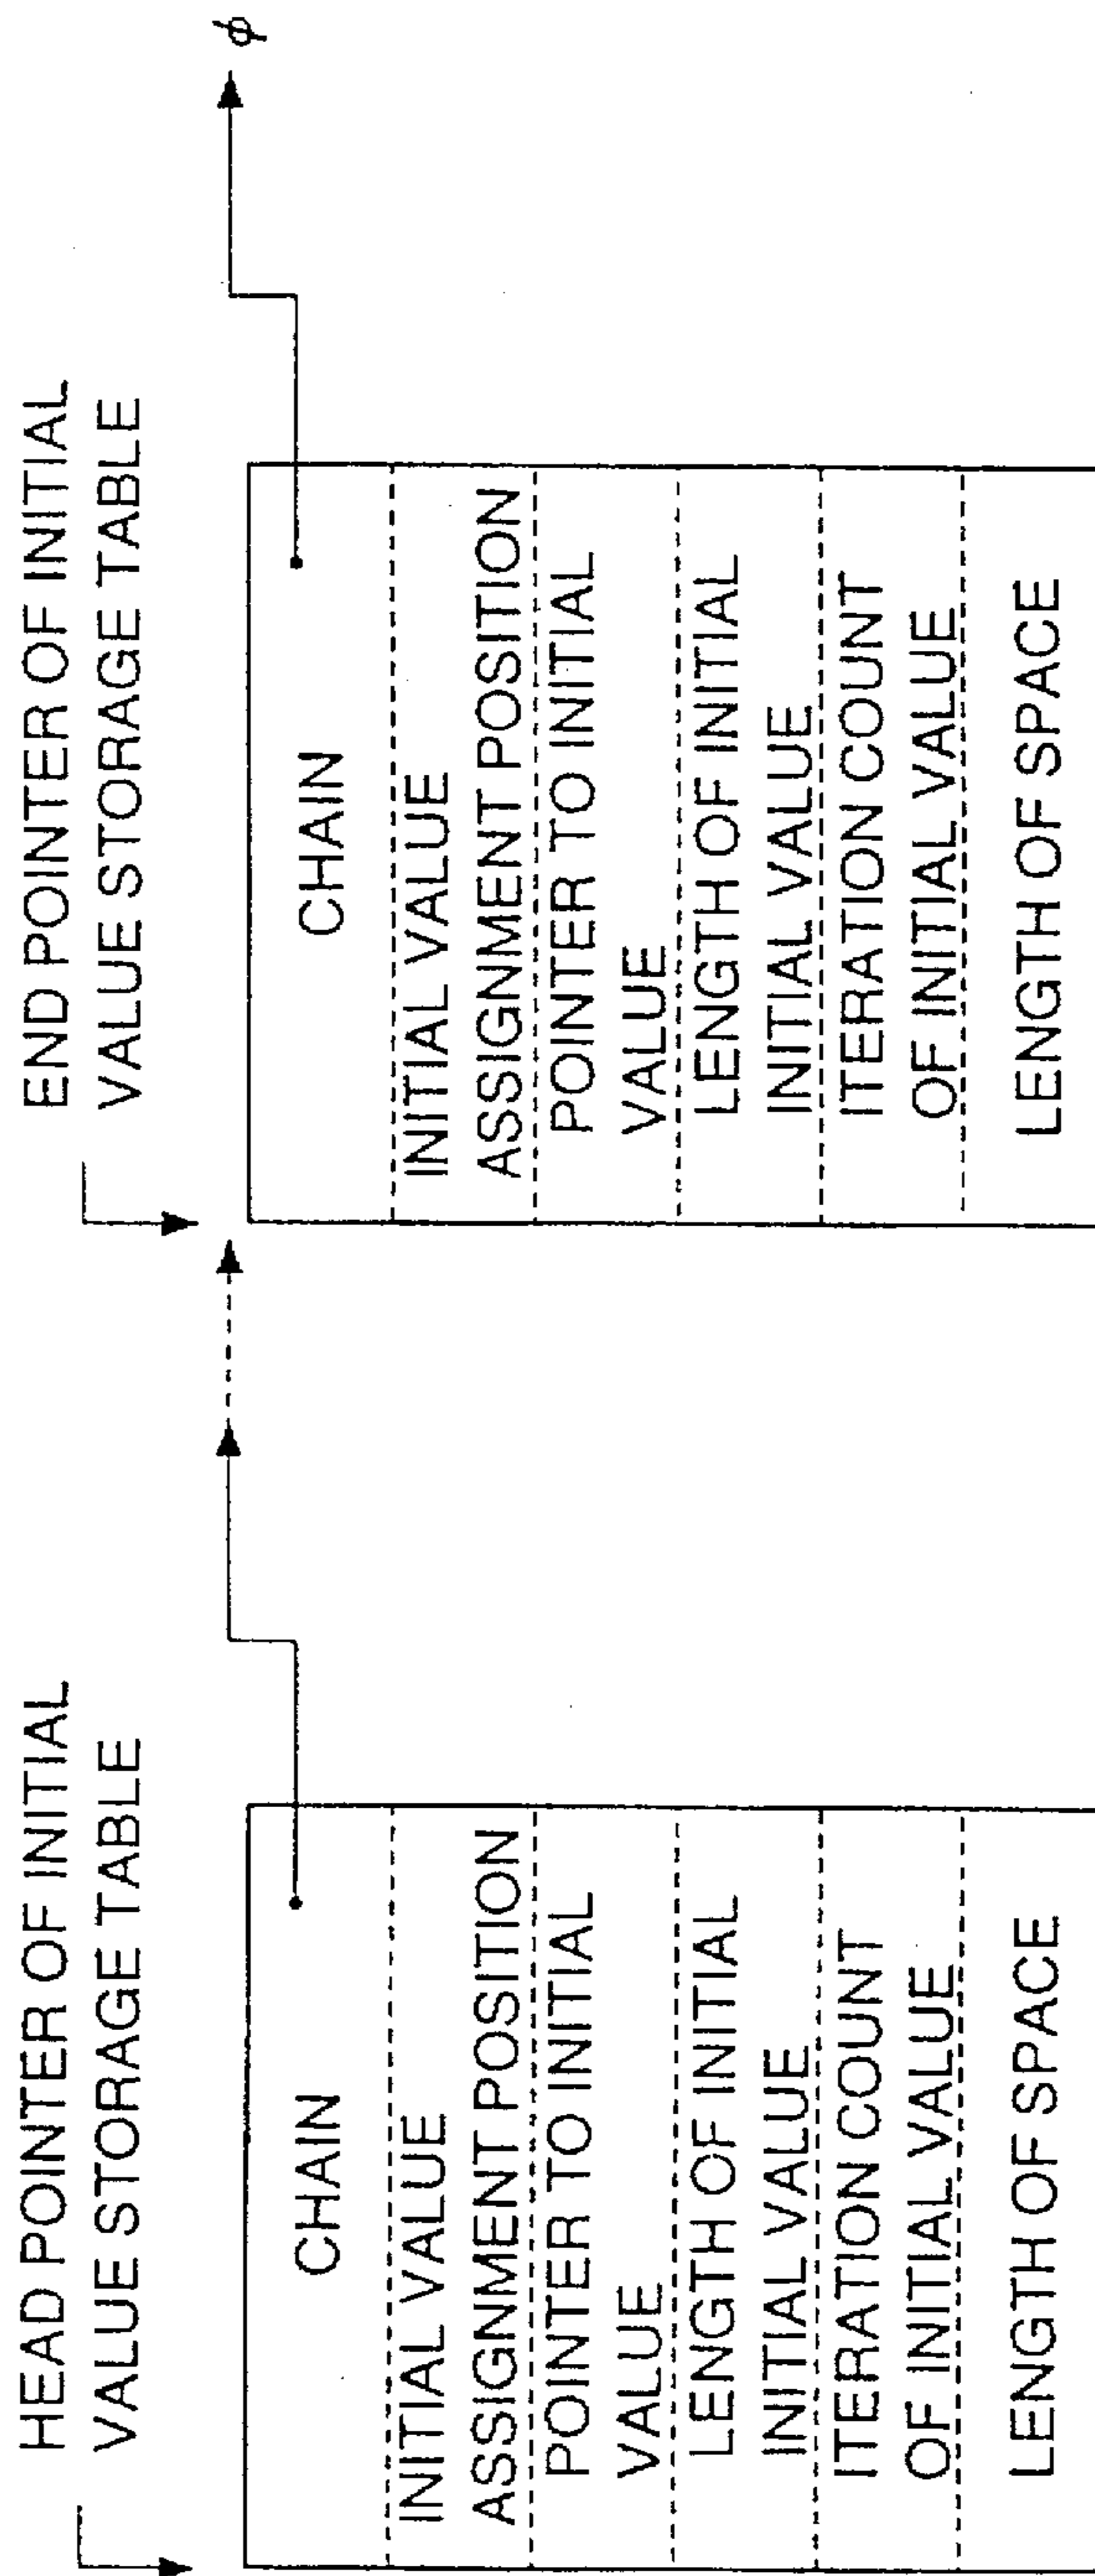 HEAD POINTER OF INITIAL
VALUE STORAGE TABLE
CHAIN
INITIAL VALUE
ASSIGNMENT POSITION
POINTER TO INITIAL
VALUE
LENGTH OF INITIAL
INITIAL VALUE
ITERATION COUNT
OF INITIAL VALUE
LENGTH OF SPACE
END POINTER OF INITIAL
VALUE STORAGE TABLE
CHAIN
INITIAL VALUE
ASSIGNMENT POSITION
POINTER TO INITIAL
VALUE
LENGTH OF INITIAL
INITIAL VALUE
ITERATION COUNT
OF INITIAL VALUE
LENGTH OF SPACE
ϕ